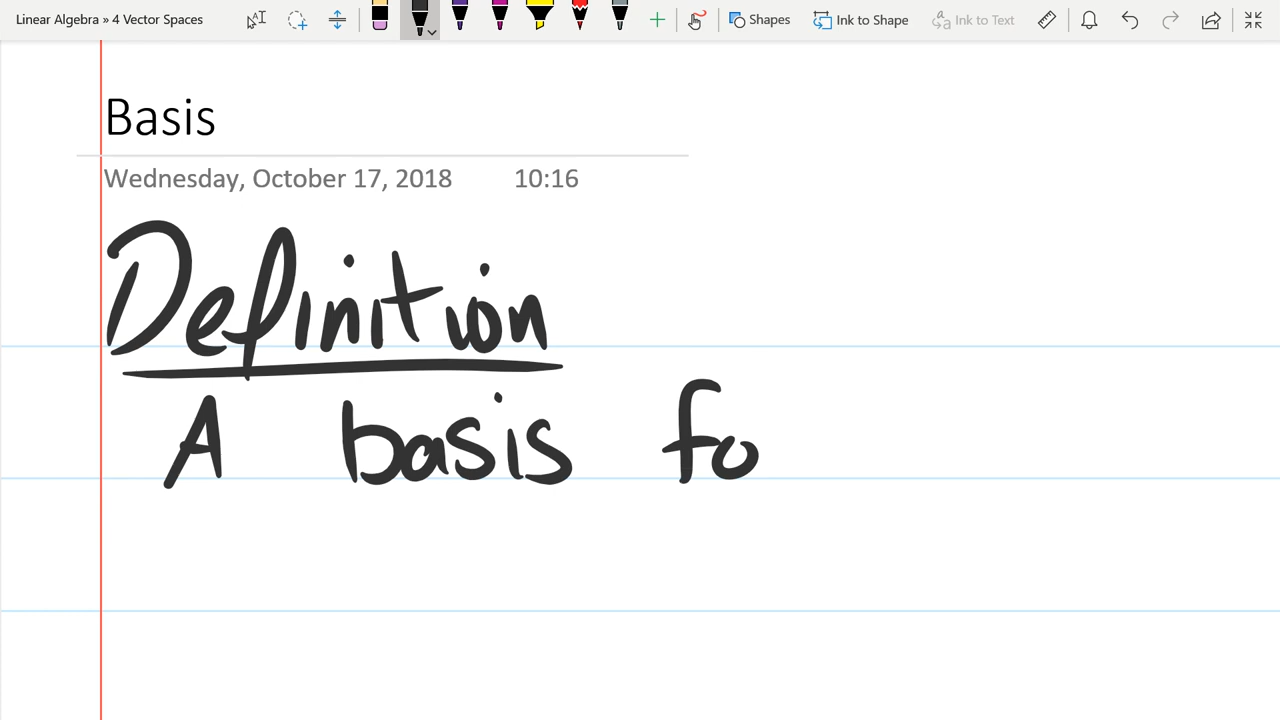 Linear Algebra » 4 Vector Spaces Shapes Ink to Shape Ink to Text
Basis
Wednesday, October 17, 2018 10:16
Definition
A basis fo